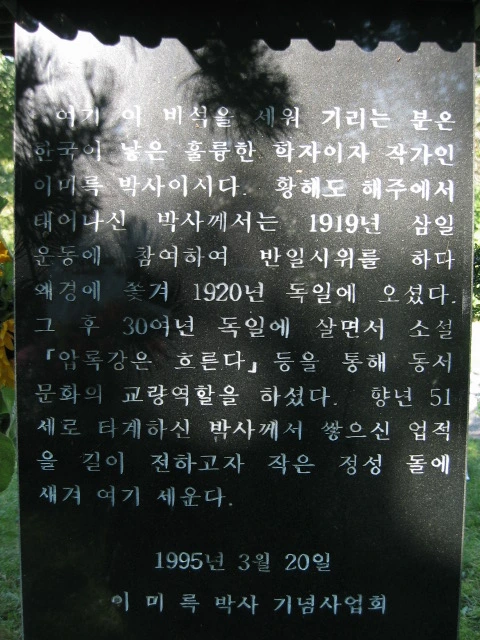 여기 이 비석을 세워 기리는 분은
한국이 낳은 훌륭한 학자이자 작가인
이미륵 박사이시다. 황해도 해주에서
태어나신 박사께서는 1919년 삼일
운동에 참여하여 반일시위를 하다
왜경에 쫓겨 1920년 독일에 오셨다.
그 후 30여년 독일에 살면서 소설
「압록강은 흐른다」 등을 통해 동서
문화의 교량역할을 하셨다. 향년 51
세로 타계하신 박사께서 쌓으신 업적
을 길이 전하고자 작은 정성 돌에
새겨 여기 세운다.
1995년 3월 20일
이 미 륵 박사 기념사업회